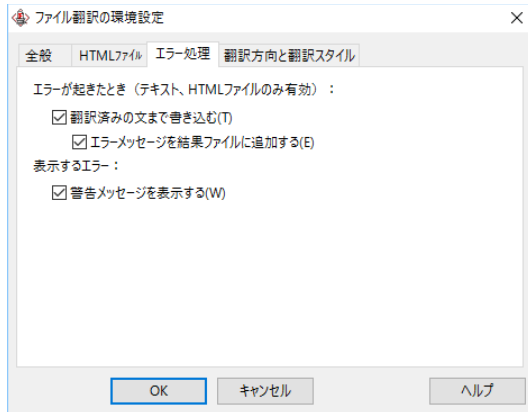 ファイル翻訳の環境設定
全般 HTMLファイル エラー処理 翻訳方向と翻訳スタイル
エラーが起きたとき（テキスト、HTMLファイルのみ有効）：
翻訳済みの文まで書き込む(T)
エラーメッセージを結果ファイルに追加する(E)
表示するエラー：
警告メッセージを表示する(W)
OK キャンセル ヘルプ